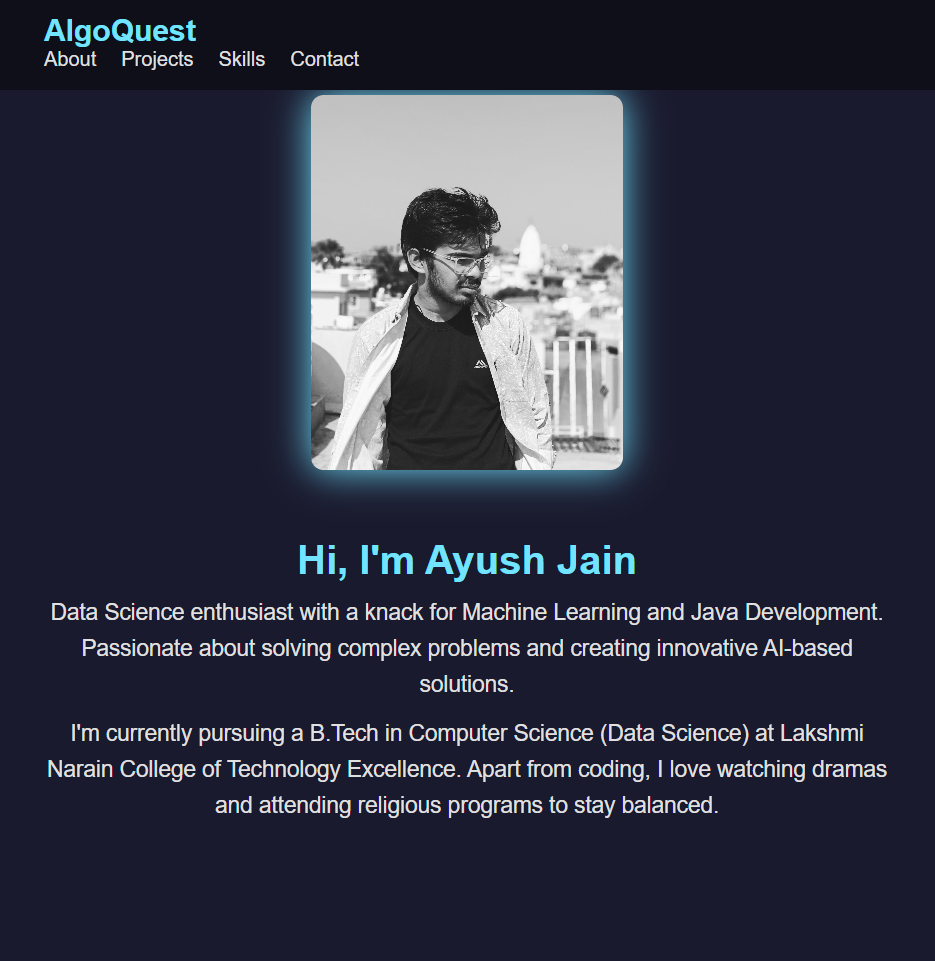 AlgoQuest
About Projects Skills Contact
Hi, I'm Ayush Jain
Data Science enthusiast with a knack for Machine Learning and Java Development.
Passionate about solving complex problems and creating innovative AI-based
solutions.
I'm currently pursuing a B.Tech in Computer Science (Data Science) at Lakshmi
Narain College of Technology Excellence. Apart from coding, I love watching dramas
and attending religious programs to stay balanced.